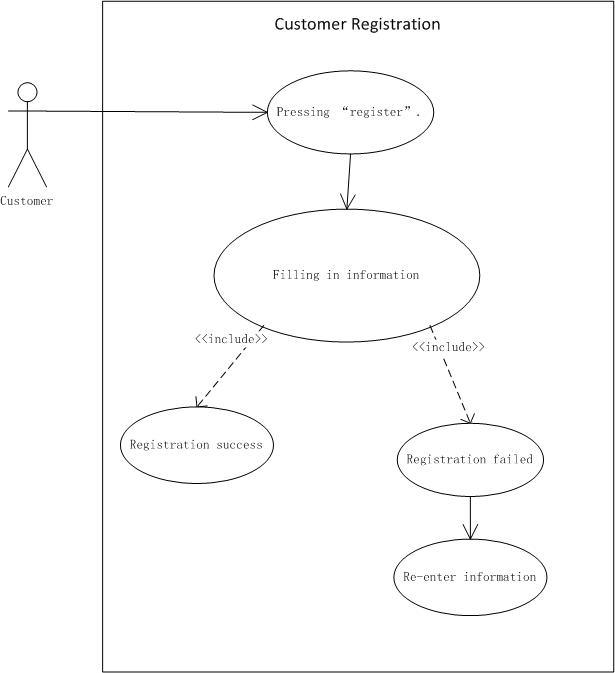 Customer Registration
Pressing “register”.
Customer
Filling in information
<<include>>
<<include>>
Registration success
Registration failed
Re-enter information